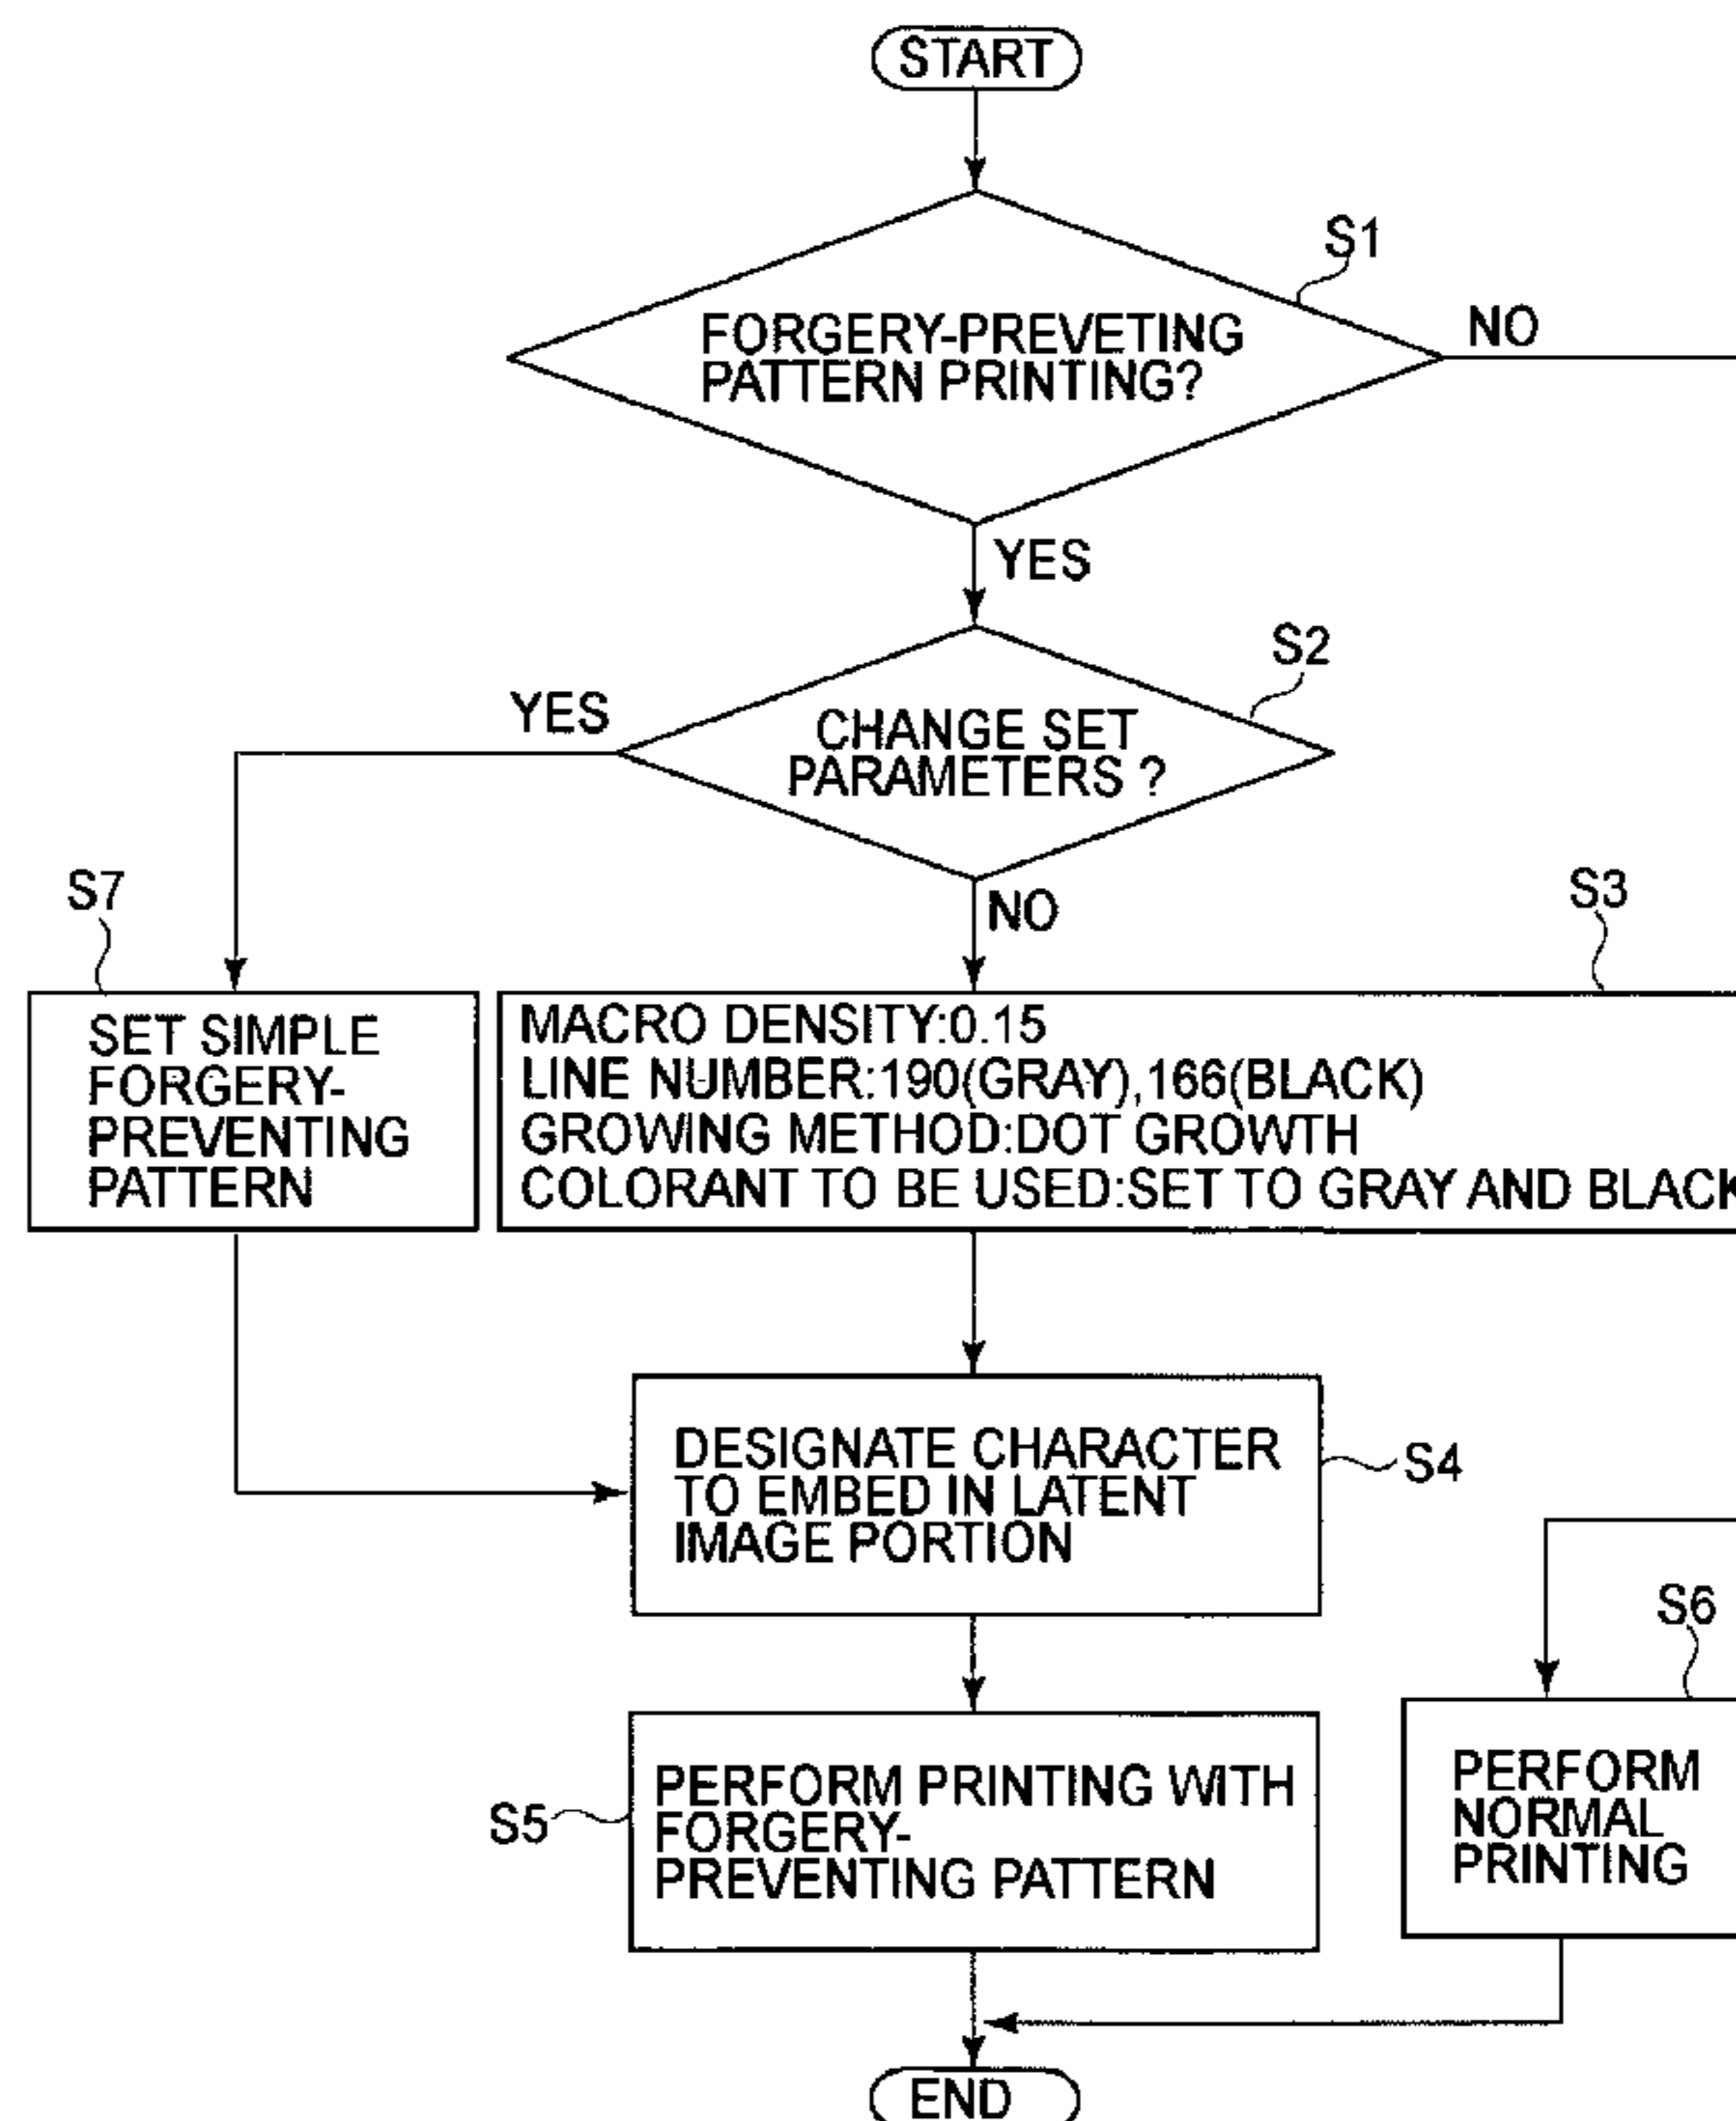 START
S1
FORGERY-PREVETING
PATTERN PRINTING?
NO
YES
S2
YES
CHANGE SET
PARAMETERS ?
S7
NO
S3
SET SIMPLE
FORGERY-
PREVENTING
PATTERN
MACRO DENSITY:0.15
LINE NUMBER:190(GRAY),166(BLACK)
GROWING METHOD:DOT GROWTH
COLORANT TO BE USED:SET TO GRAY AND BLACK
DESIGNATE CHARACTER
TO EMBED IN LATENT
IMAGE PORTION
S4
S6
S5
PERFORM PRINTING WITH
FORGERY-
PREVENTING PATTERN
PERFORM
NORMAL
PRINTING
END